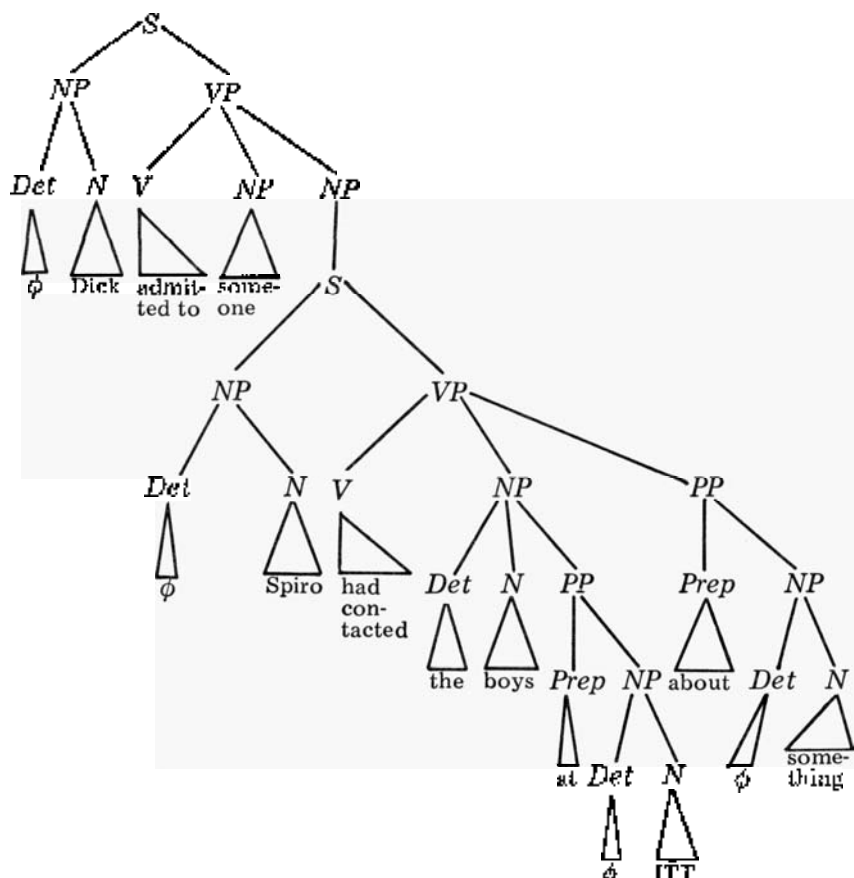 S
NP VP
Det N V NP NP
ϕ Dick admit- some-
ted to one
S
NP VP
Det N V NP PP
ϕ Spiro had
con-
tacted
Det N PP Prep NP
the boys Prep NP about Det N
at Det N ϕ some-
thing
ϕ ITT